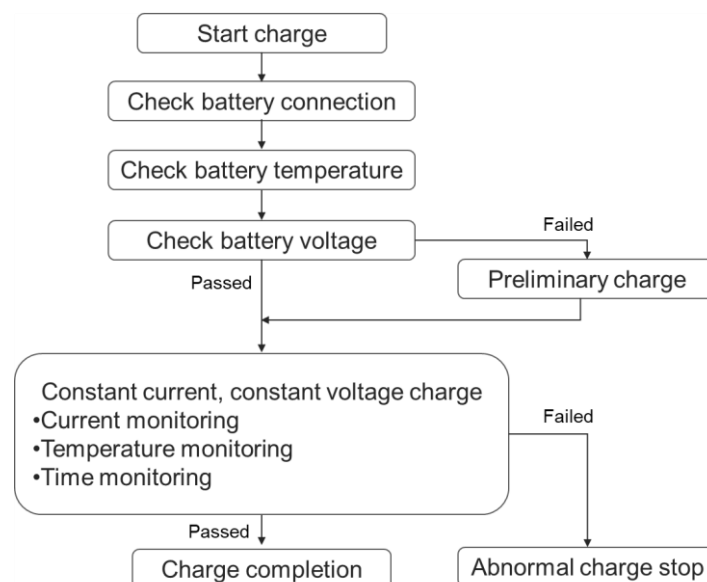 Start charge
Check battery connection
Check battery temperature
Check battery voltage
Failed
Passed
Preliminary charge
Constant current, constant voltage charge
•Current monitoring
•Temperature monitoring
•Time monitoring
Failed
Passed
Charge completion
Abnormal charge stop